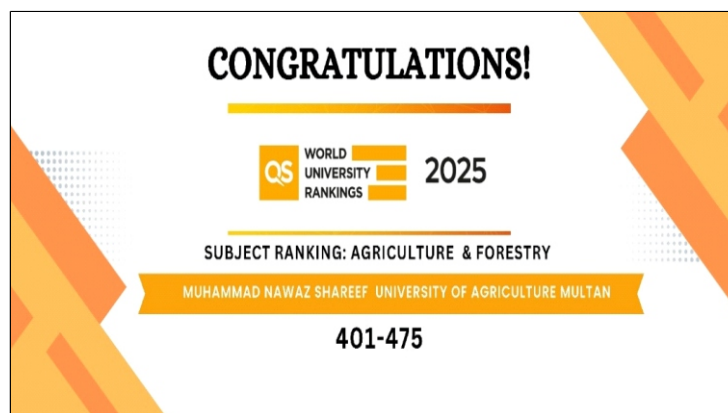 CONGRATULATIONS!
QS
WORLD
UNIVERSITY
RANKINGS
2025
SUBJECT RANKING: AGRICULTURE & FORESTRY
MUHAMMAD NAWAZ SHAREEF UNIVERSITY OF AGRICULTURE MULTAN
401-475